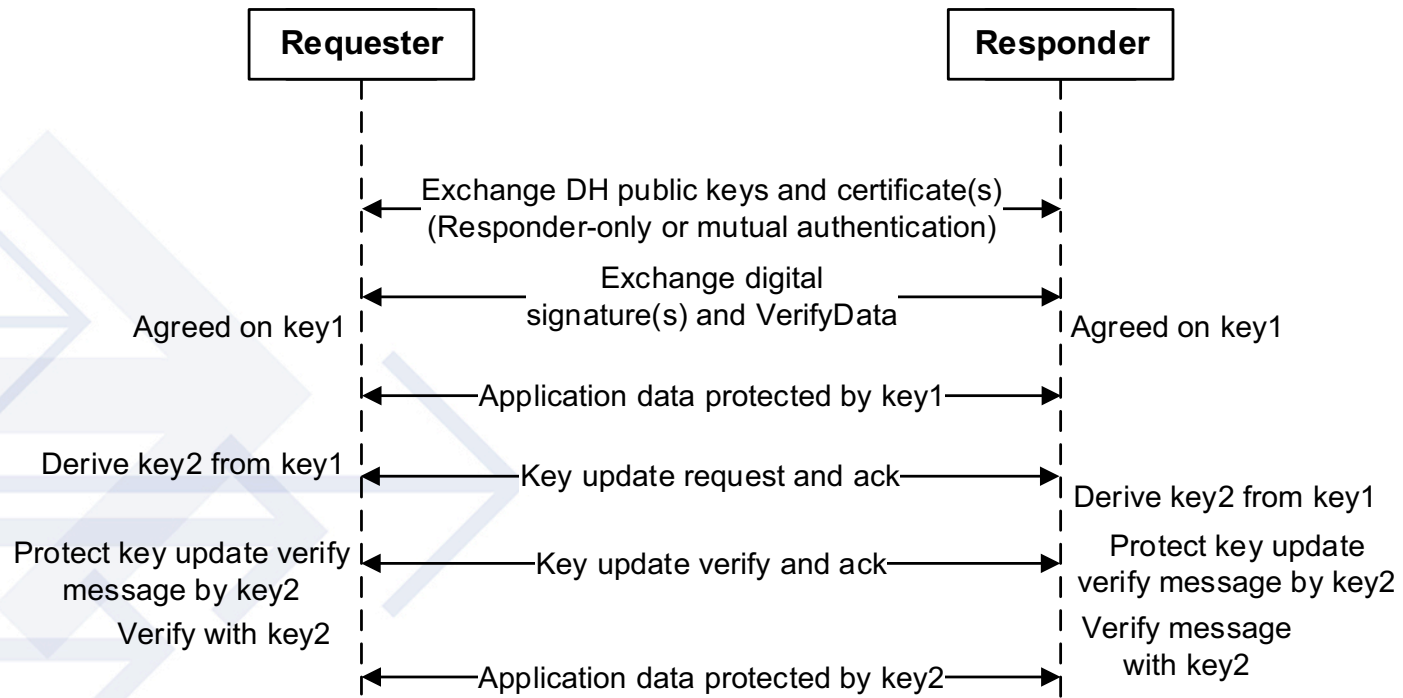 Requester
Responder
Exchange DH public keys and certificate(s)
(Responder-only or mutual authentication)
Exchange digital
signature(s) and VerifyData
Agreed on key1
Agreed on key1
Application data protected by key1
Derive key2 from key1
Key update request and ack
Derive key2 from key1
Protect key update verify
message by key2
Key update verify and ack
Protect key update
verify message by key2
Verify with key2
Verify message
with key2
Application data protected by key2